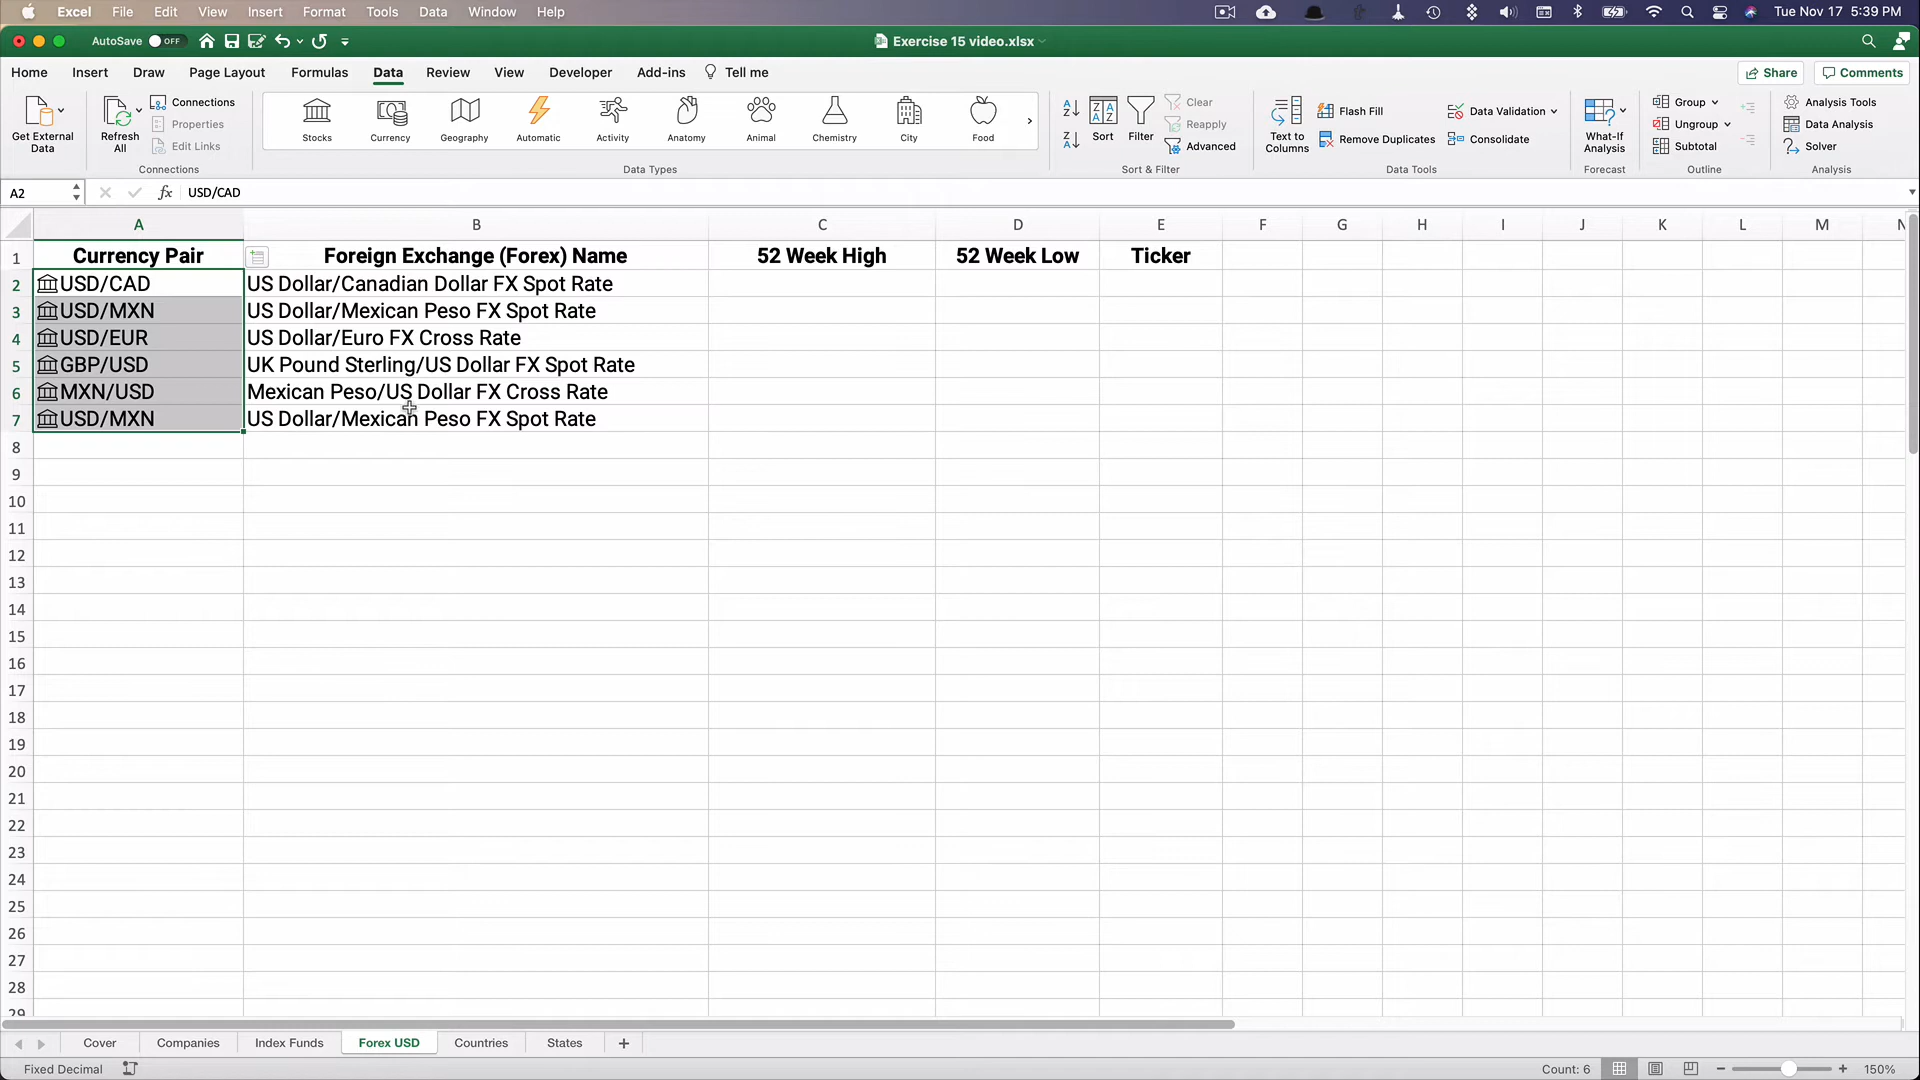 Excel File Edit View Insert Format Tools Data Window Help Tue Nov 17 5:39 PM
AutoSave OFF Exercise 15 video.xlsx
Home Insert Draw Page Layout Formulas Data Review View Developer Add-ins Tell me Share Comments
Get External Data
Refresh All
Connections
Properties
Edit Links
Stocks Currency Geography Automatic Activity Anatomy Animal Chemistry City Food
Sort
Filter
Clear
Reapply
Advanced
Text to Columns
Flash Fill
Remove Duplicates
Data Validation
Consolidate
What-If Analysis
Group
Ungroup
Subtotal
Analysis Tools
Data Analysis
Solver
Connections Data Types Sort & Filter Data Tools Forecast Outline Analysis
A2 fx USD/CAD
A B C D E F G H I J K L M N
1 Currency Pair Foreign Exchange (Forex) Name 52 Week High 52 Week Low Ticker
2 USD/CAD US Dollar/Canadian Dollar FX Spot Rate
3 USD/MXN US Dollar/Mexican Peso FX Spot Rate
4 USD/EUR US Dollar/Euro FX Cross Rate
5 GBP/USD UK Pound Sterling/US Dollar FX Spot Rate
6 MXN/USD Mexican Peso/US Dollar FX Cross Rate
7 USD/MXN US Dollar/Mexican Peso FX Spot Rate
8
9
10
11
12
13
14
15
16
17
18
19
20
21
22
23
24
25
26
27
28
29
Cover Companies Index Funds Forex USD Countries States +
Fixed Decimal Count: 6 150%